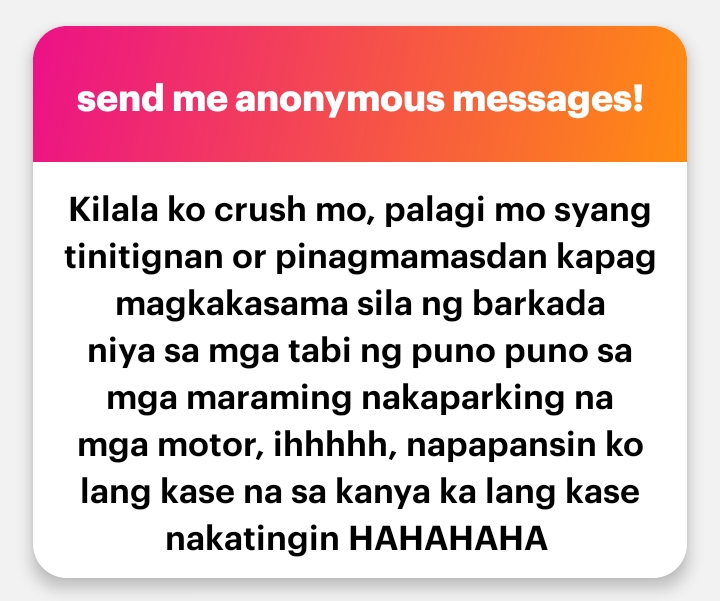 send me anonymous messages!
Kilala ko crush mo, palagi mo syang
tinitignan or pinagmamasdan kapag
magkakasama sila ng barkada
niya sa mga tabi ng puno puno sa
mga maraming nakaparking na
mga motor, ihhhhh, napapansin ko
lang kase na sa kanya ka lang kase
nakatingin HAHAHAHA